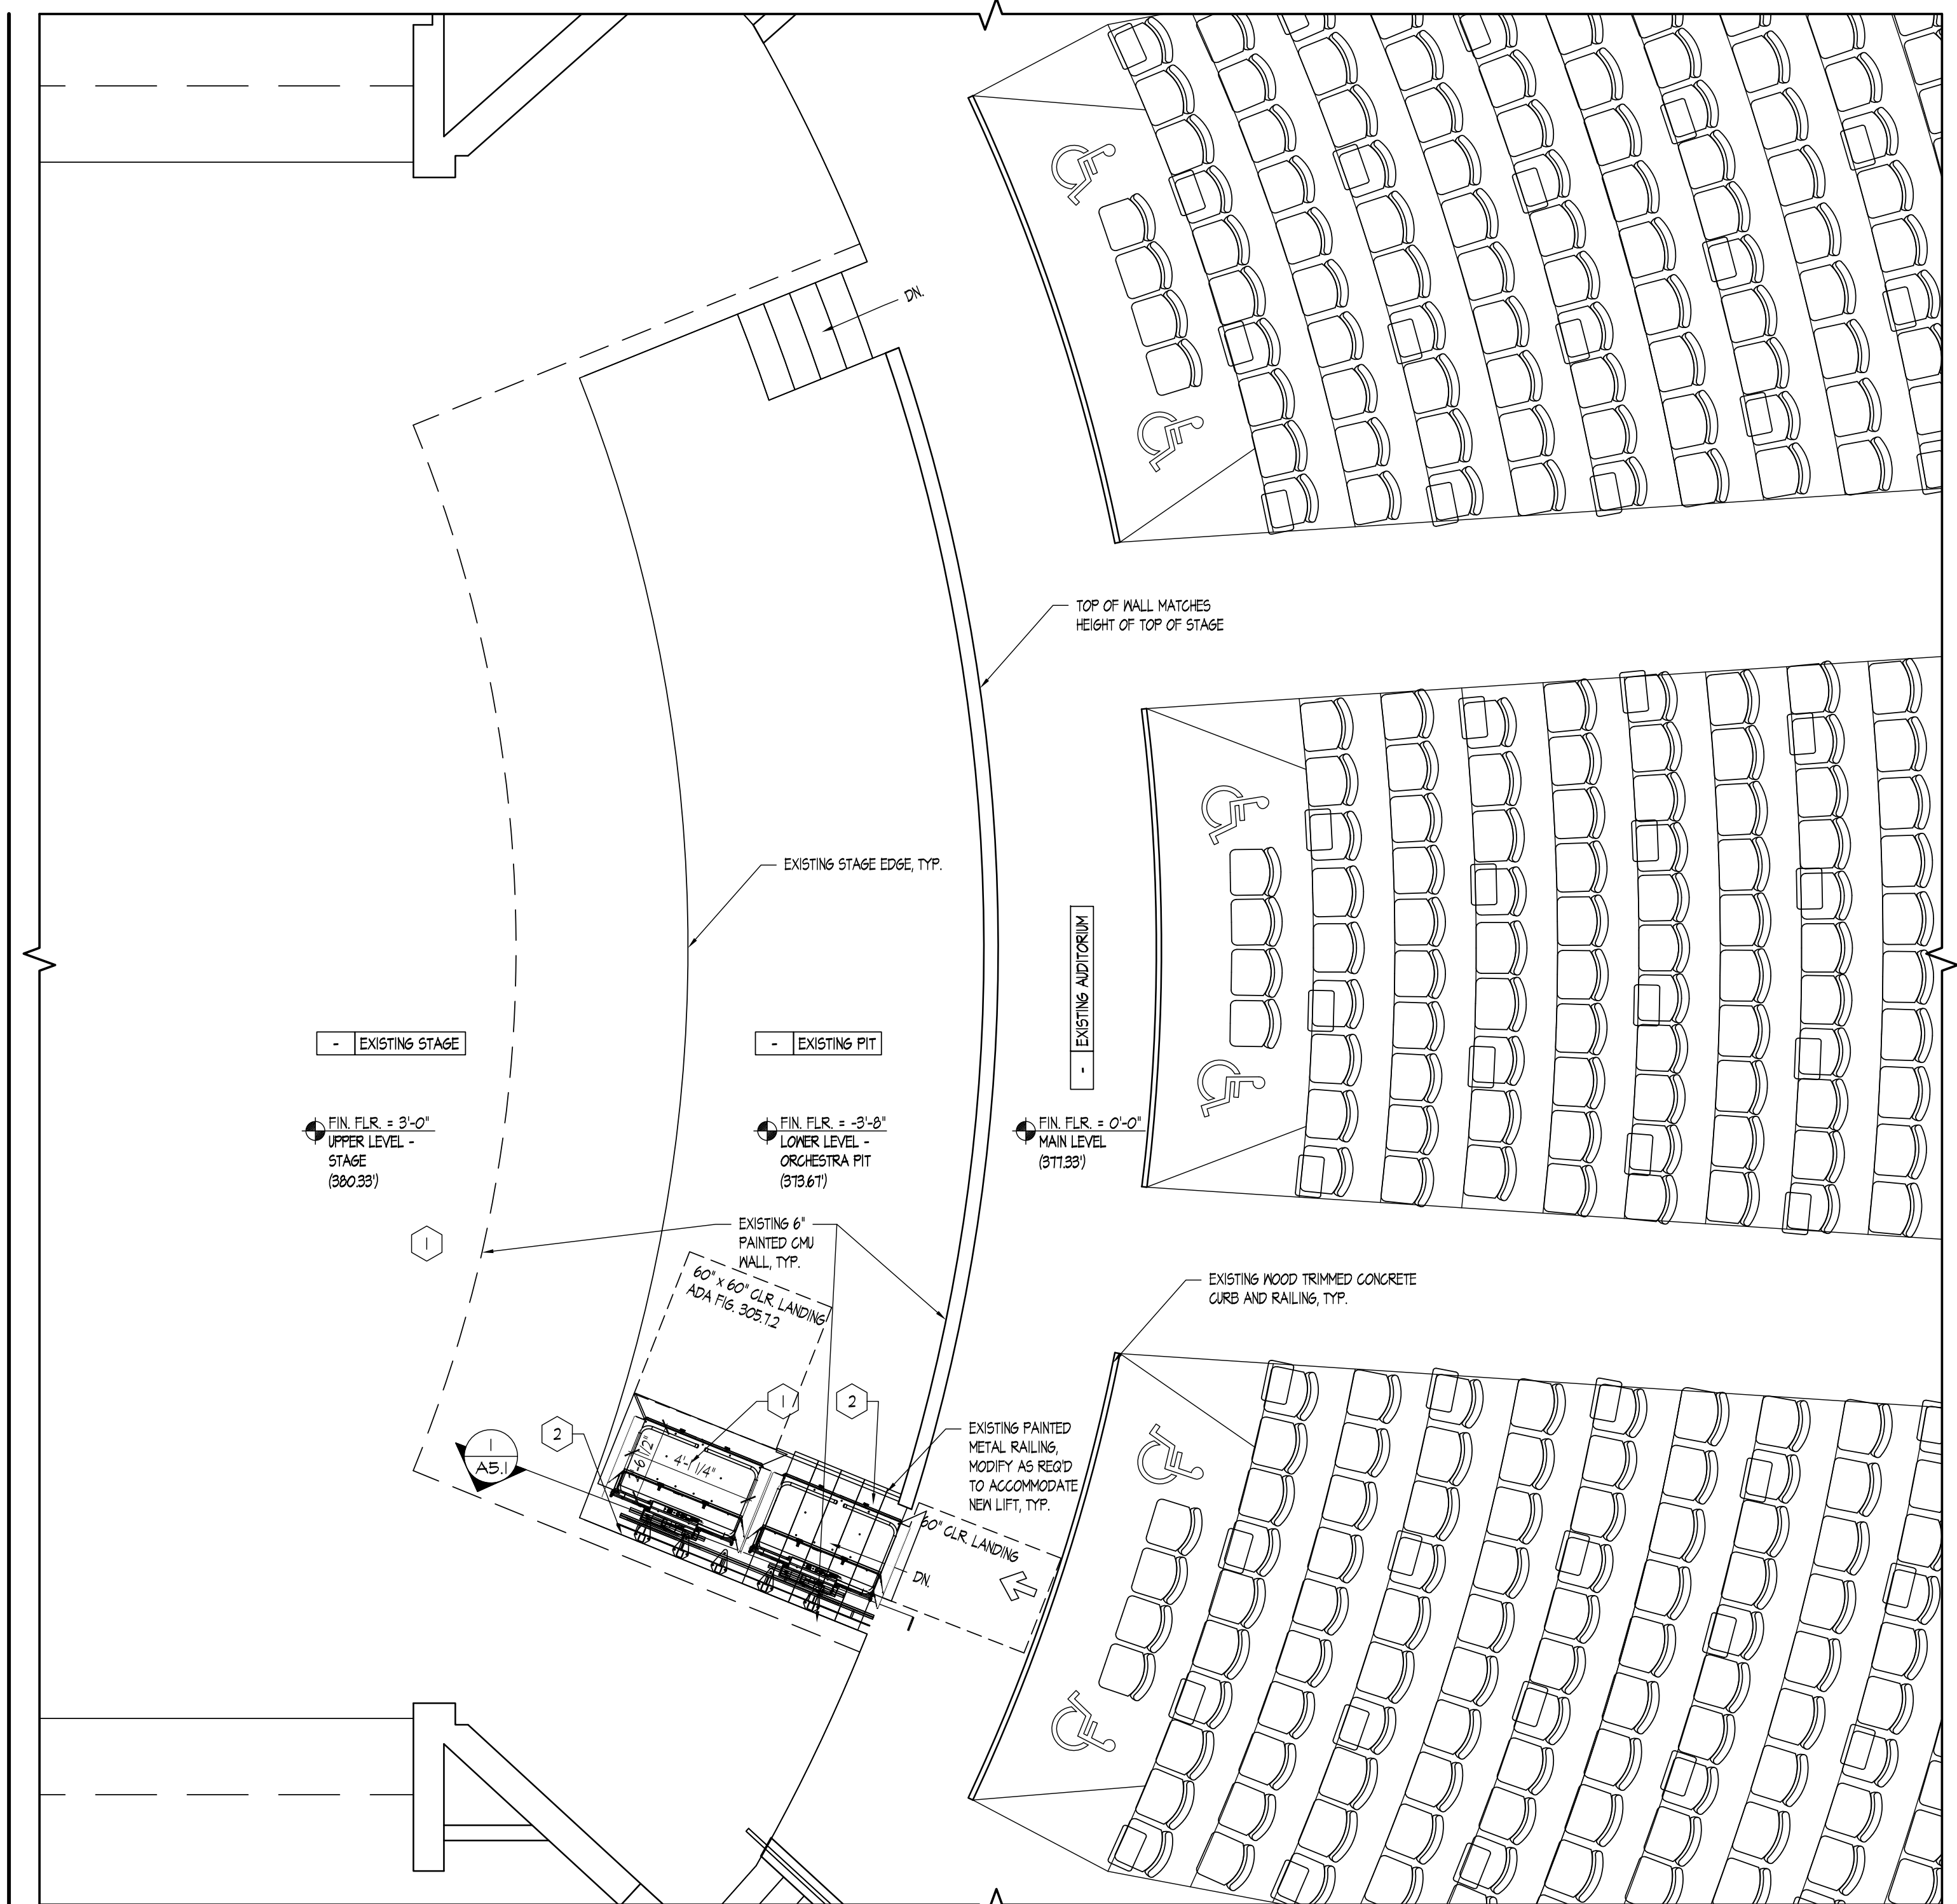 DN.
TOP OF WALL MATCHES
HEIGHT OF TOP OF STAGE
EXISTING STAGE EDGE, TYP.
- EXISTING AUDITORIUM
- EXISTING STAGE
- EXISTING PIT
FIN. FLR. = 3'-0"
UPPER LEVEL -
STAGE
(380.33')
FIN. FLR. = -3'-8"
LOWER LEVEL -
ORCHESTRA PIT
(373.67')
FIN. FLR. = 0'-0"
MAIN LEVEL
(377.33')
1
EXISTING 6"
PAINTED CMU
WALL, TYP.
60" x 60" CLR. LANDING
ADA FIG. 305.7.2
EXISTING WOOD TRIMMED CONCRETE
CURB AND RAILING, TYP.
1
2
2
1
A5.1
4'-1 1/4"
EXISTING PAINTED
METAL RAILING,
MODIFY AS REQ'D
TO ACCOMMODATE
NEW LIFT, TYP.
60" CLR. LANDING
DN.